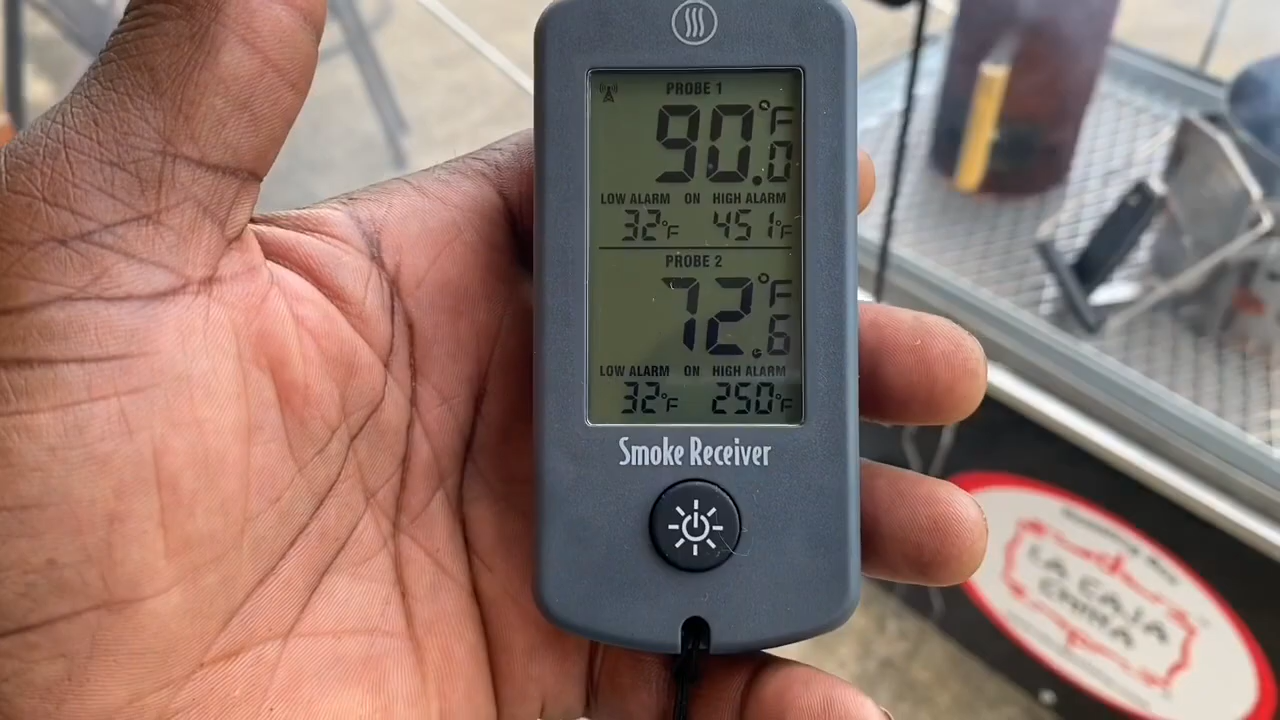 PROBE 1
90.0°F
LOW ALARM ON HIGH ALARM
32°F 451°F
PROBE 2
72.6°F
LOW ALARM ON HIGH ALARM
32°F 250°F
Smoke Receiver
LA CAJA
CHINA